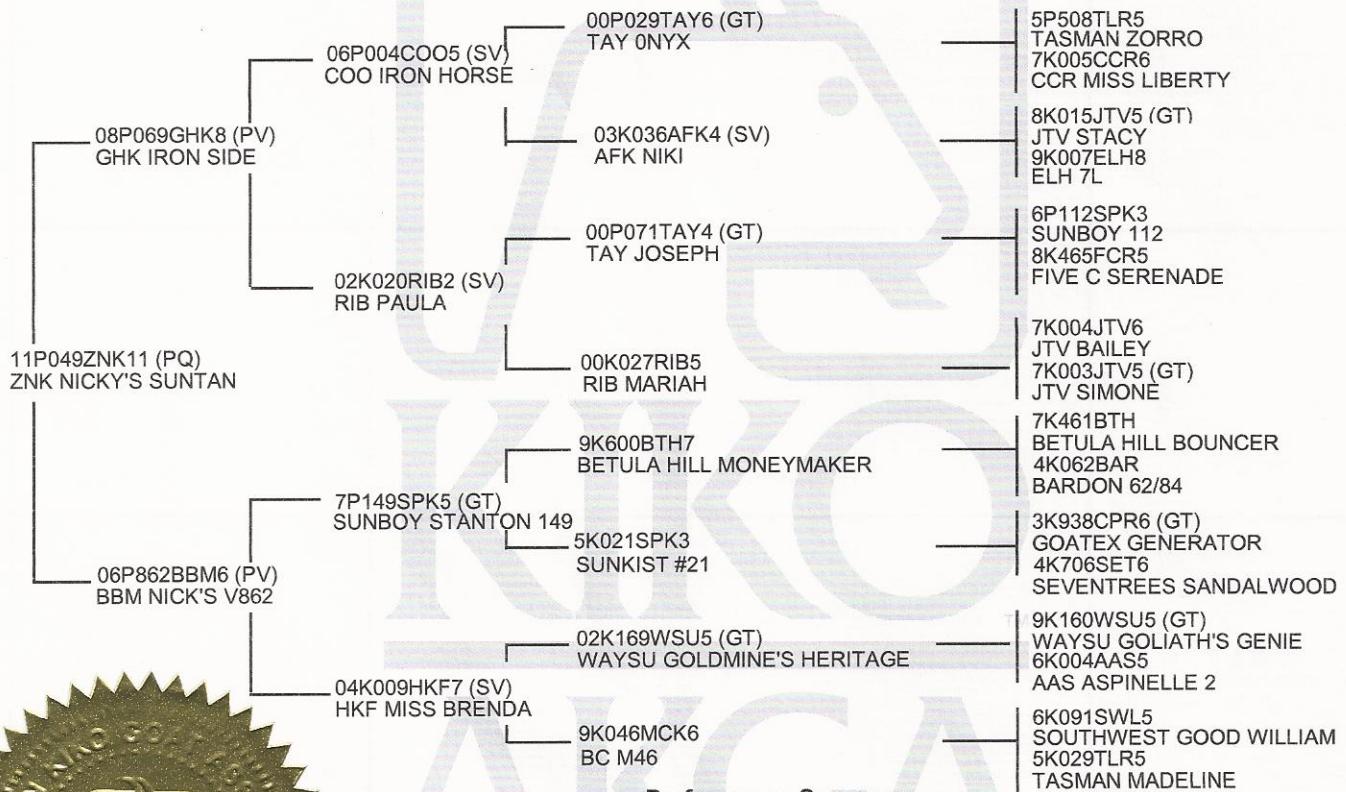 11P049ZNK11 (PQ)
ZNK NICKY'S SUNTAN
08P069GHK8 (PV)
GHK IRON SIDE
06P862BBM6 (PV)
BBM NICK'S V862
06P004COO5 (SV)
COO IRON HORSE
02K020RIB2 (SV)
RIB PAULA
7P149SPK5 (GT)
SUNBOY STANTON 149
04K009HKF7 (SV)
HKF MISS BRENDA
00P029TAY6 (GT)
TAY 0NYX
03K036AFK4 (SV)
AFK NIKI
00P071TAY4 (GT)
TAY JOSEPH
00K027RIB5
RIB MARIAH
9K600BTH7
BETULA HILL MONEYMAKER
5K021SPK3
SUNKIST #21
02K169WSU5 (GT)
WAYSU GOLDMINE'S HERITAGE
9K046MCK6
BC M46
5P508TLR5
TASMAN ZORRO
7K005CCR6
CCR MISS LIBERTY
8K015JTV5 (GT)
JTV STACY
9K007ELH8
ELH 7L
6P112SPK3
SUNBOY 112
8K465FCR5
FIVE C SERENADE
7K004JTV6
JTV BAILEY
7K003JTV5 (GT)
JTV SIMONE
7K461BTH
BETULA HILL BOUNCER
4K062BAR
BARDON 62/84
3K938CPR6 (GT)
GOATEX GENERATOR
4K706SET6
SEVENTREES SANDALWOOD
9K160WSU5 (GT)
WAYSU GOLIATH'S GENIE
6K004AAS5
AAS ASPINELLE 2
6K091SWL5
SOUTHWEST GOOD WILLIAM
5K029TLR5
TASMAN MADELINE
KIKO
TM
AKGA
KIKO GOAT